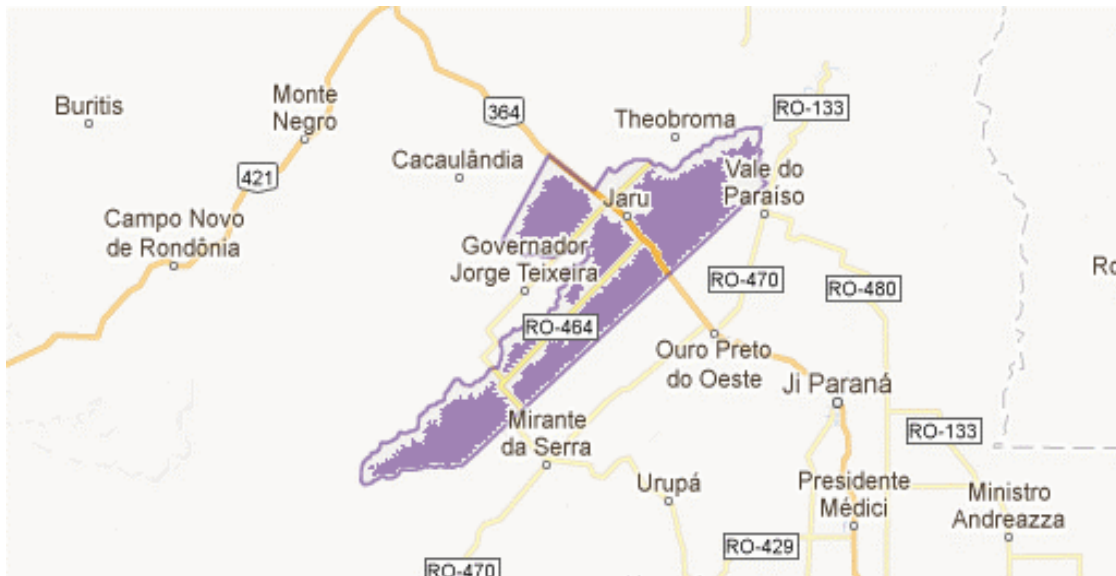 Buritis
Monte
Negro
364
Theobroma
RO-133
Cacaulândia
421
Vale do
Paraíso
Jaru
Campo Novo
de Rondônia
Governador
Jorge Teixeira
RO-470
RO-480
Ro
RO-464
Ouro Preto
do Oeste
Ji Paraná
Mirante
da Serra
RO-133
Urupá
Presidente
Médici
Ministro
Andreazza
RO-429
RO-470